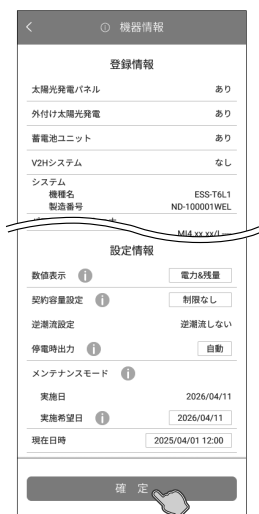 機器情報
登録情報
太陽光発電パネル あり
外付け太陽光発電 あり
蓄電池ユニット あり
V2Hシステム なし
システム
機種名 ESS-T6L1
製造番号 ND-100001WEL
設定情報
数値表示 電力&残量
契約容量設定 制限なし
逆潮流設定 逆潮流しない
停電時出力 自動
メンテナンスモード
実施日 2026/04/11
実施希望日 2026/04/11
現在日時 2025/04/01 12:00
確 定